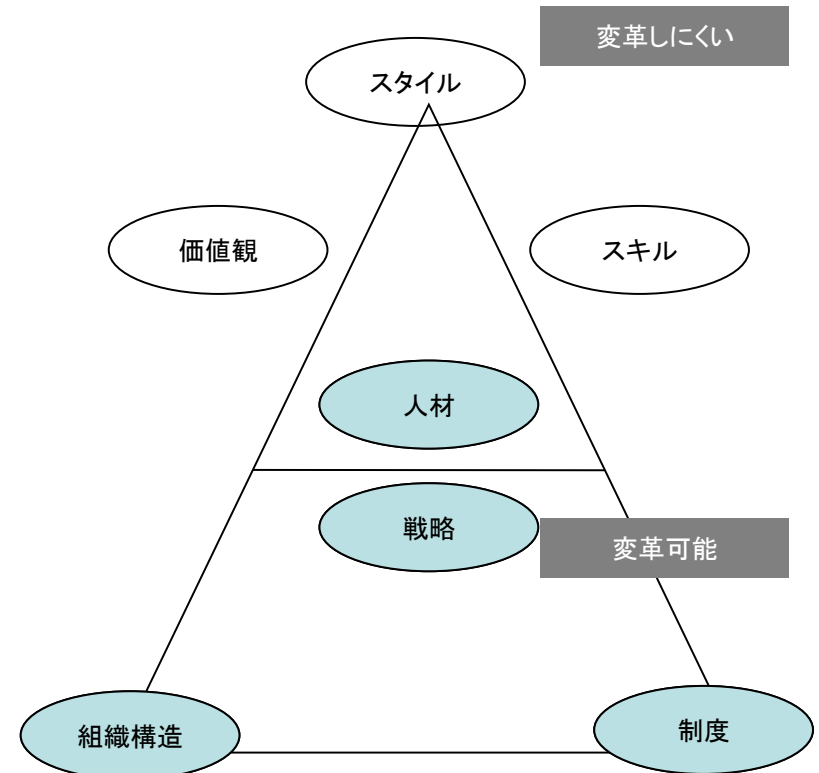 変革しにくい
スタイル
価値観
スキル
人材
戦略
変革可能
組織構造
制度